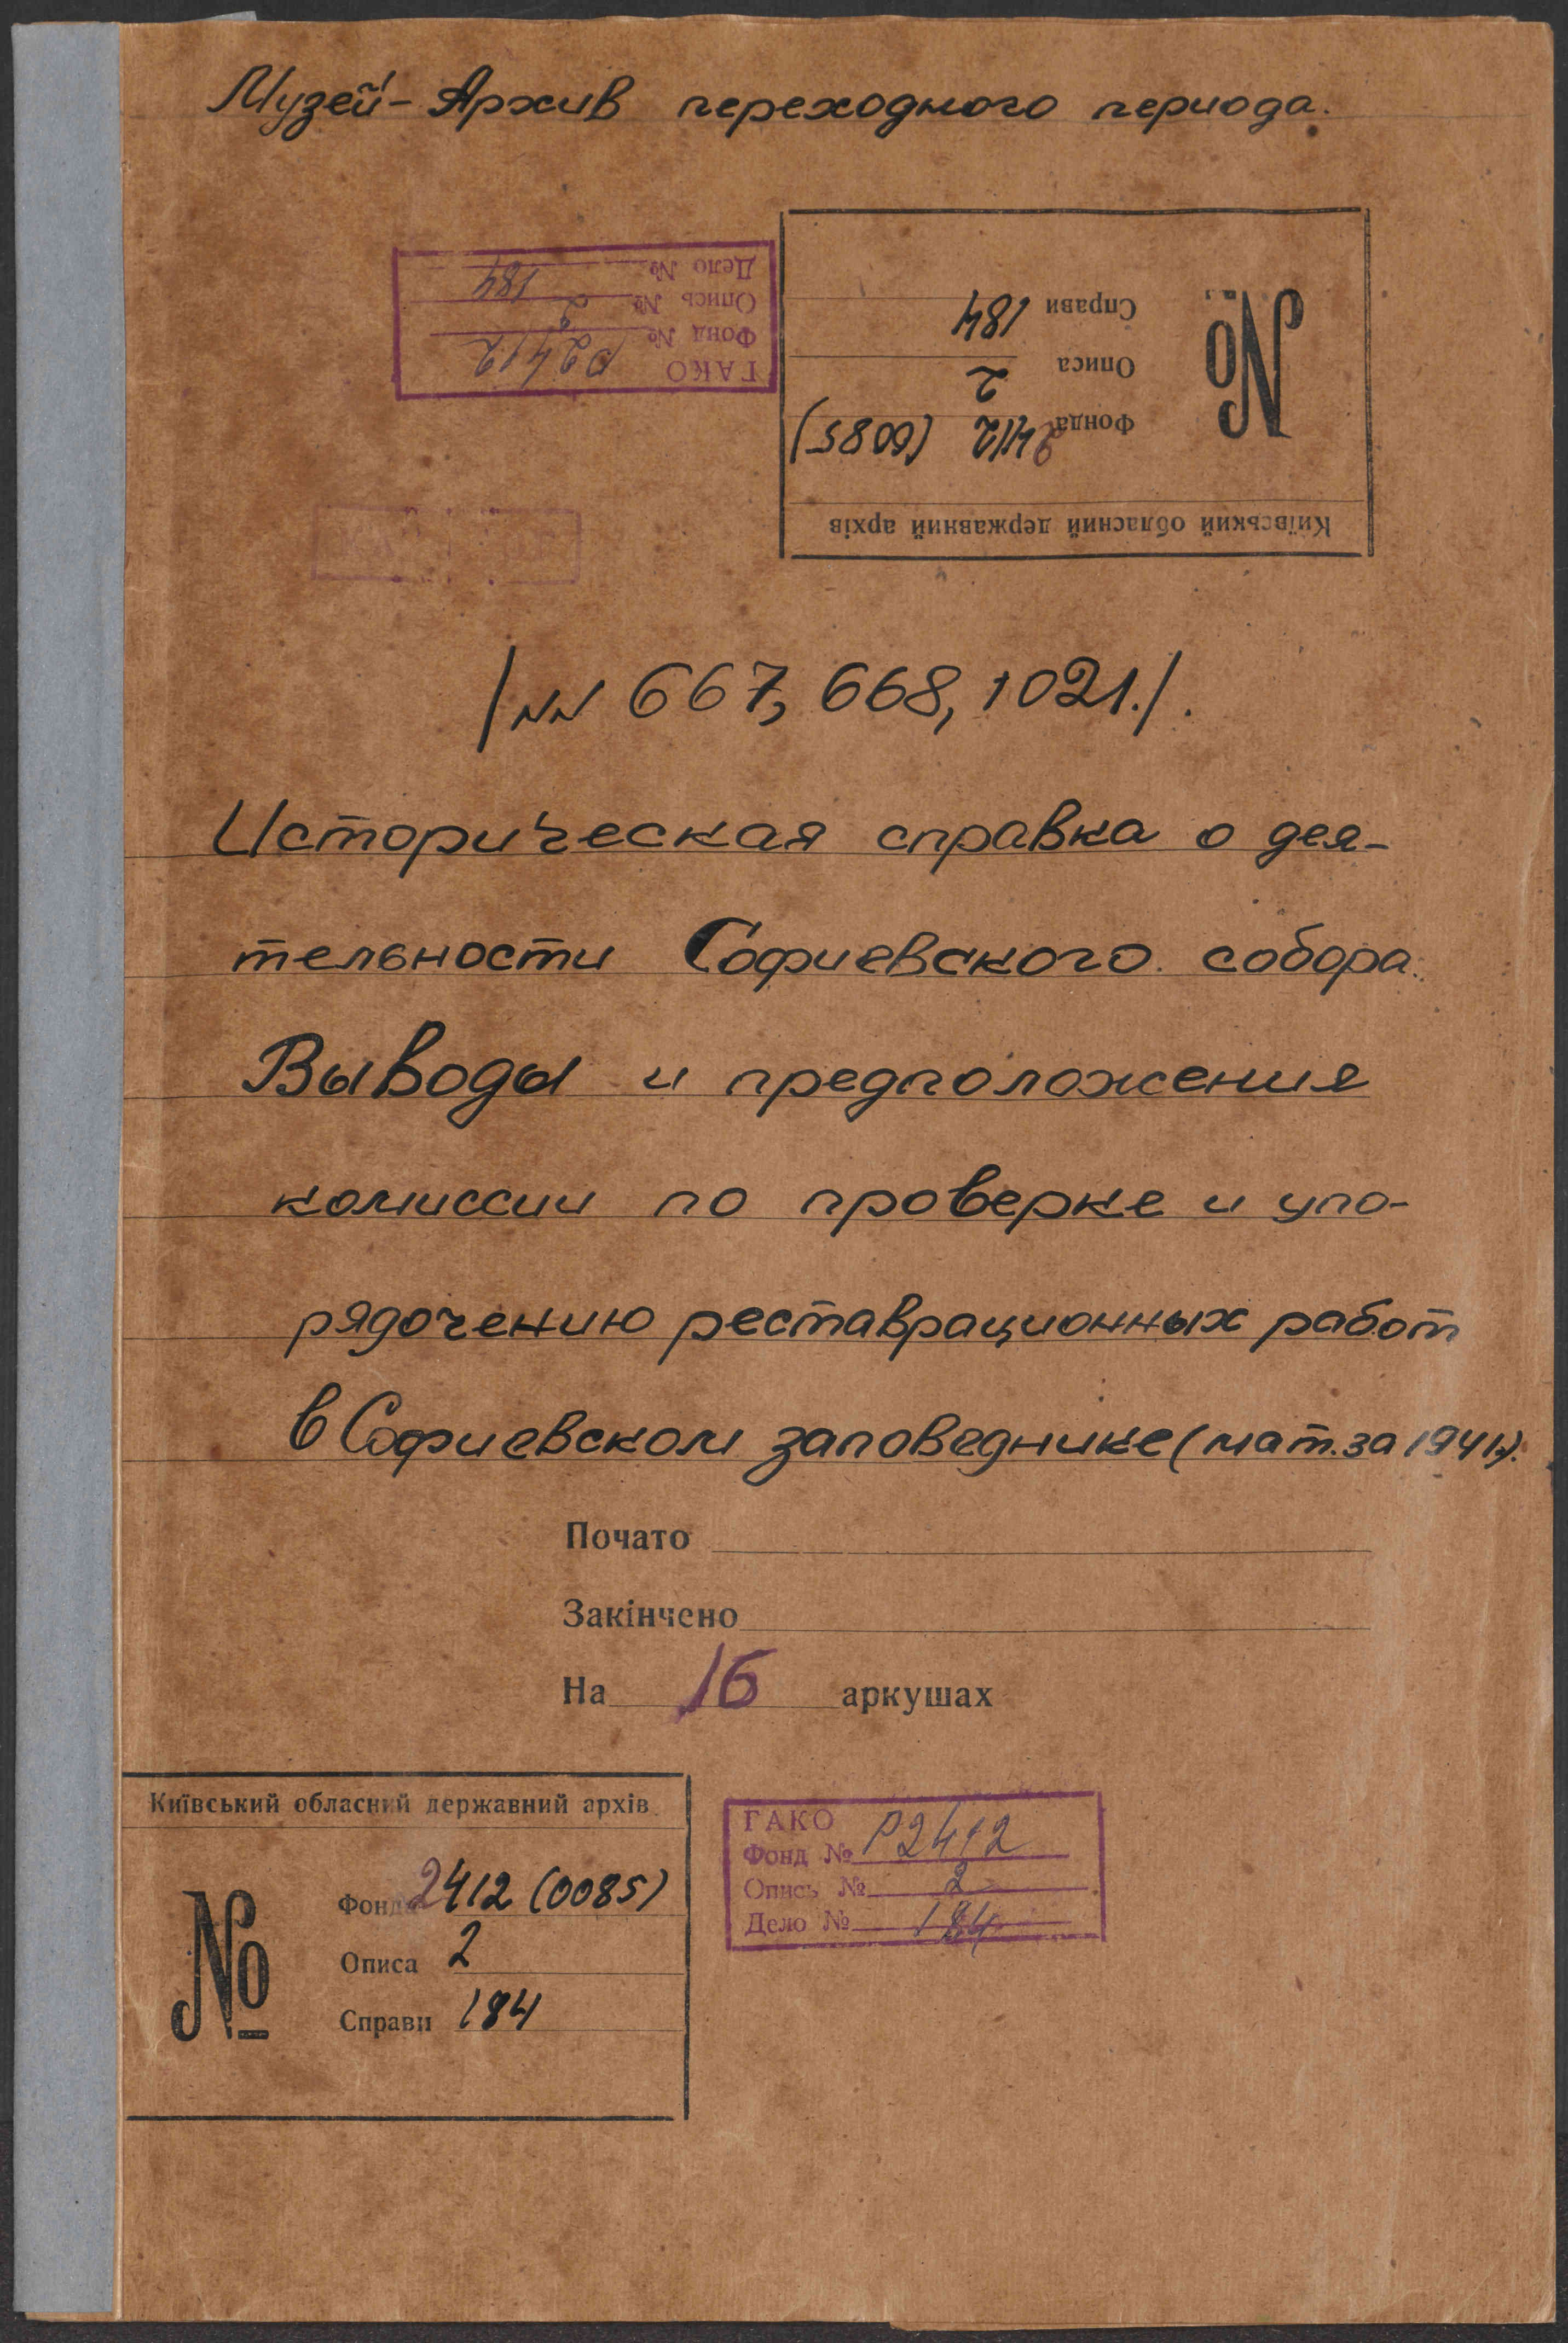 Музей-Архив переходного периода.
ГАКО
Фонд № Р2412
Опись № 2
Дело № 184
Київський обласний державний архів
№
Фонда 2412 (0085)
Описа 2
Справи 184
/NN 667, 668, 1021./.
Историческая справка о дея-
тельности Софиевского собора.
Выводы и предположения
комиссии по проверке и упо-
рядочению реставрационных работ
в Софиевском заповеднике (мат. за 1941г).
Почато
Закінчено
На 16 аркушах
Київський обласний державний архів
№
Фонда 2412 (0085)
Описа 2
Справи 184
ГАКО
Фонд № Р2412
Опись № 2
Дело № 184